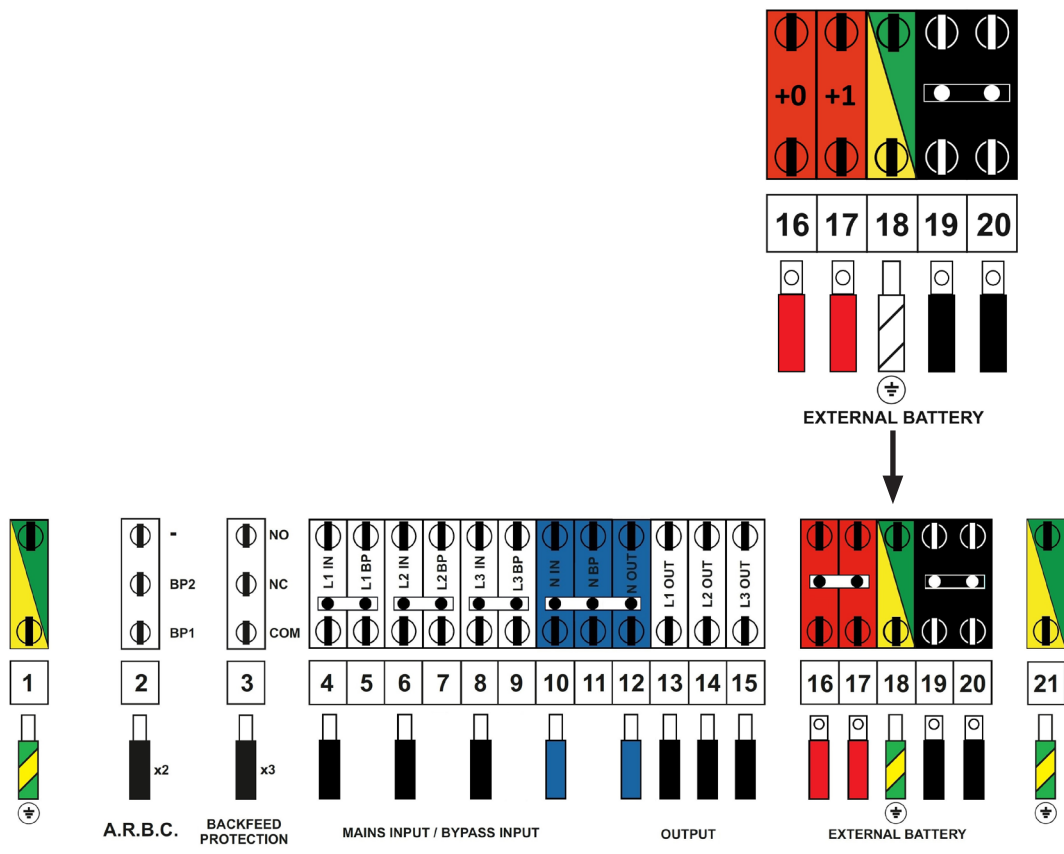 +0 +1
16 17 18 19 20
EXTERNAL BATTERY
-
BP2
BP1
NO
NC
COM
L1 IN
L1 BP
L2 IN
L2 BP
L3 IN
L3 BP
N IN
N BP
N OUT
L1 OUT
L2 OUT
L3 OUT
1 2 3 4 5 6 7 8 9 10 11 12 13 14 15 16 17 18 19 20 21
x2 x3
A.R.B.C.
BACKFEED
PROTECTION
MAINS INPUT / BYPASS INPUT
OUTPUT
EXTERNAL BATTERY